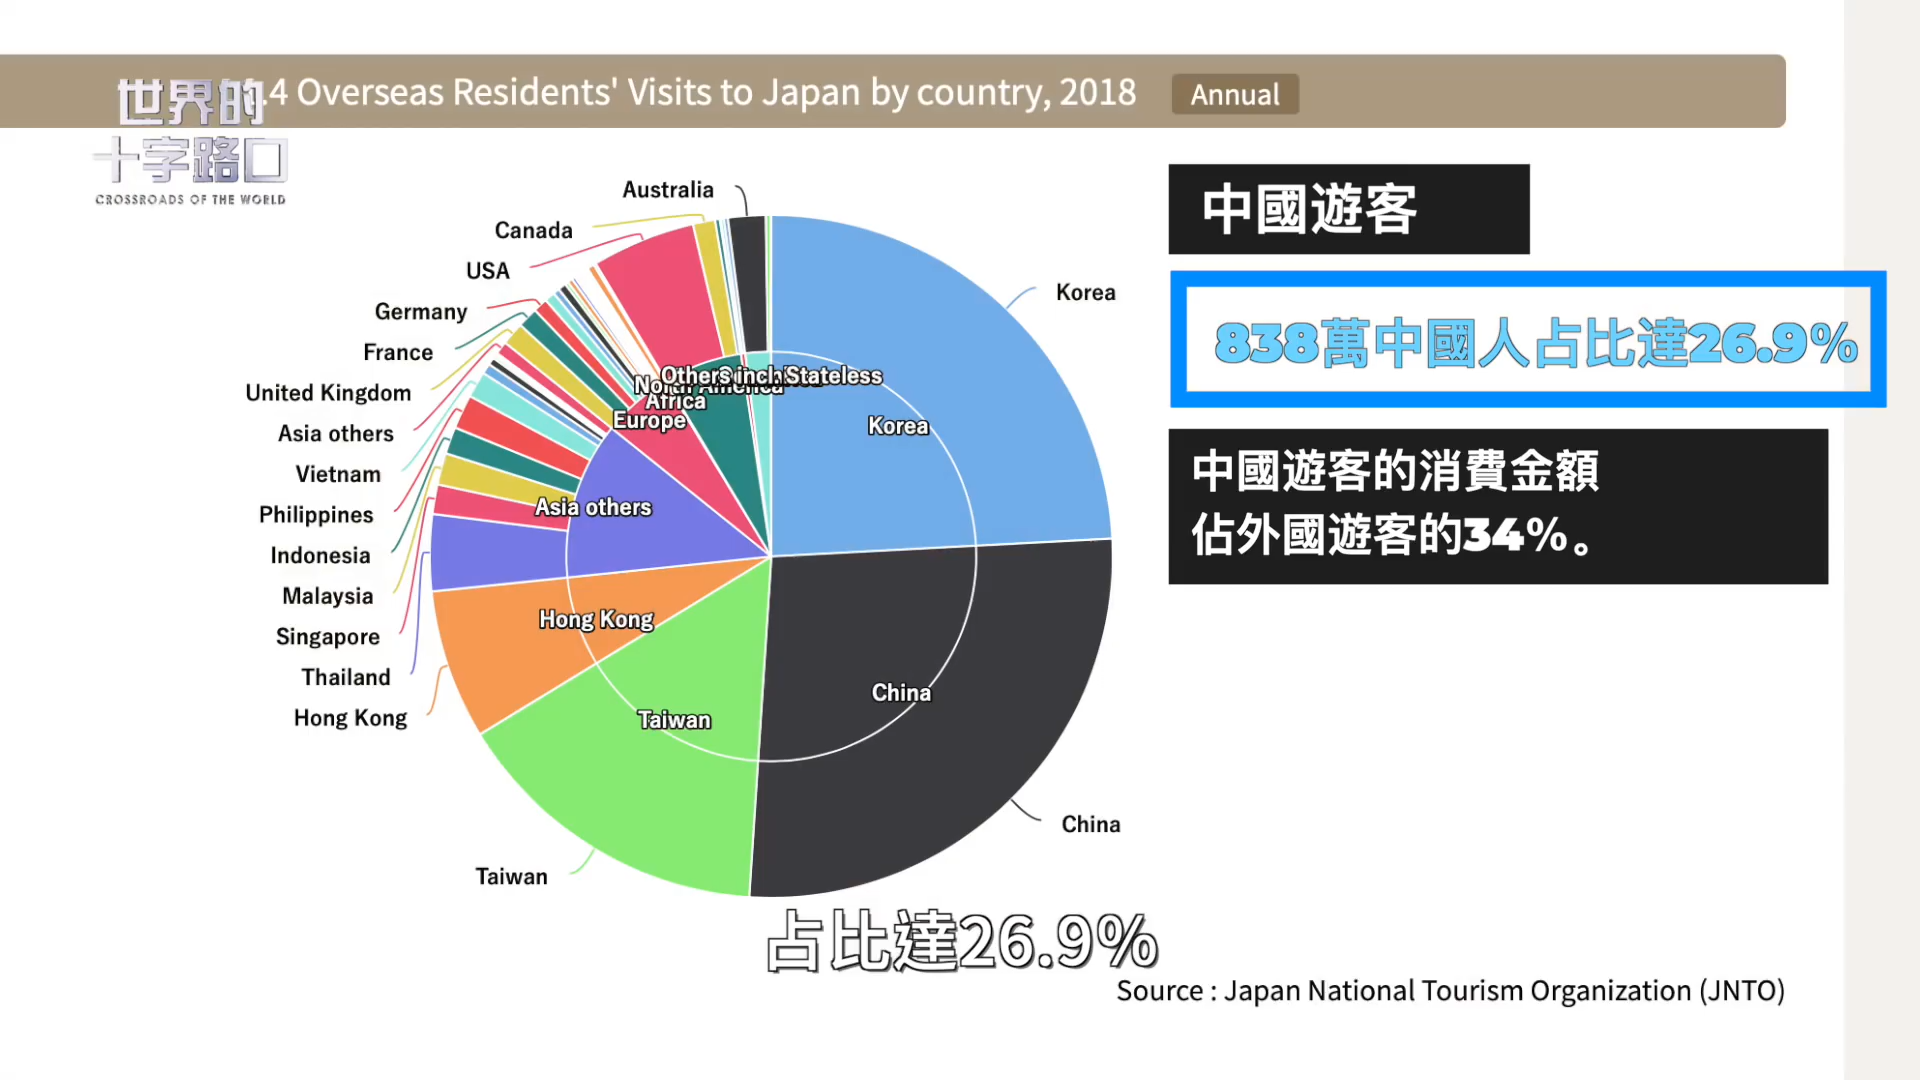 .4 Overseas Residents' Visits to Japan by country, 2018
Annual
世界的
十字路口
CROSSROADS OF THE WORLD
Australia
Canada
USA
Germany
France
United Kingdom
Asia others
Vietnam
Philippines
Indonesia
Malaysia
Singapore
Thailand
Hong Kong
Taiwan
Korea
China
Others incl. Stateless
North America
Africa
Europe
Korea
Asia others
Hong Kong
Taiwan
China
中國遊客
838萬中國人占比達26.9%
中國遊客的消費金額
佔外國遊客的34%。
占比達26.9%
Source : Japan National Tourism Organization (JNTO)